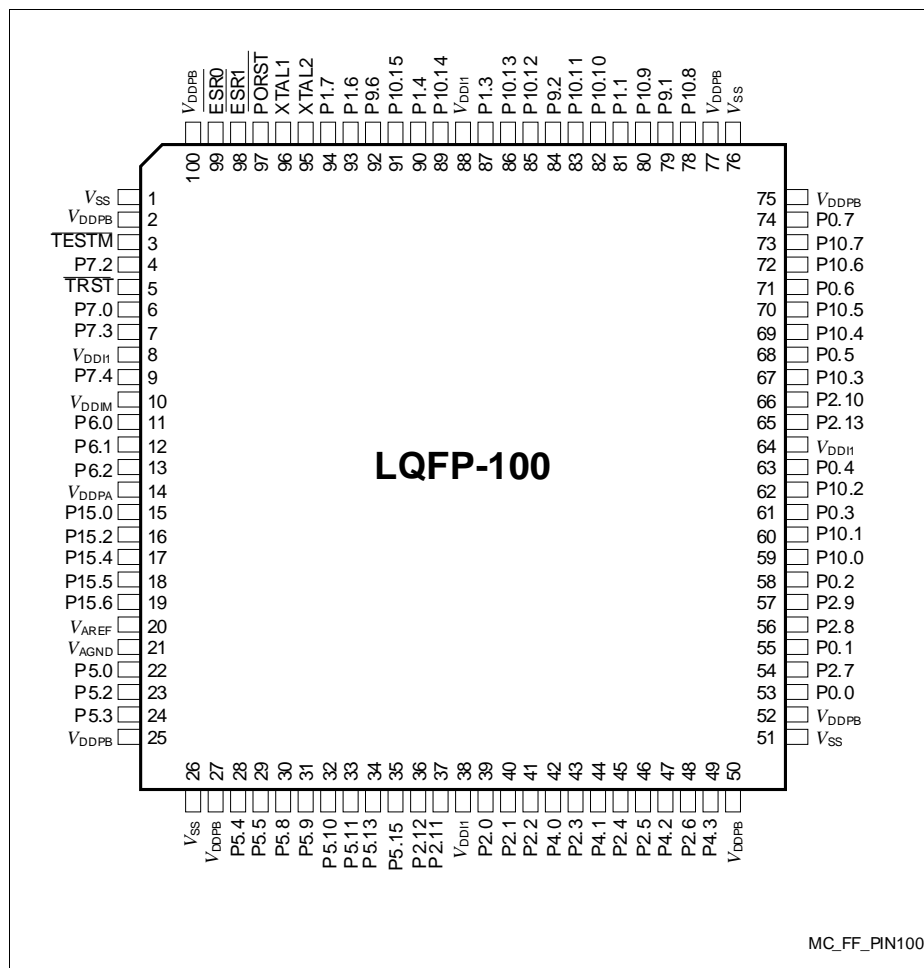 VDDPB
ESR0
ESR1
PORST
XTAL1
XTAL2
P1.7
P1.6
P9.6
P10.15
P1.4
P10.14
VDDI1
P1.3
P10.13
P10.12
P9.2
P10.11
P10.10
P1.1
P10.9
P9.1
P10.8
VDDPB
VSS
100
99
98
97
96
95
94
93
92
91
90
89
88
87
86
85
84
83
82
81
80
79
78
77
76
VSS 1
VDDPB 2
TESTM 3
P7.2 4
TRST 5
P7.0 6
P7.3 7
VDDI1 8
P7.4 9
VDDIM 10
P6.0 11
P6.1 12
P6.2 13
VDDPA 14
P15.0 15
P15.2 16
P15.4 17
P15.5 18
P15.6 19
VAREF 20
VAGND 21
P5.0 22
P5.2 23
P5.3 24
VDDPB 25
LQFP-100
75 VDDPB
74 P0.7
73 P10.7
72 P10.6
71 P0.6
70 P10.5
69 P10.4
68 P0.5
67 P10.3
66 P2.10
65 P2.13
64 VDDI1
63 P0.4
62 P10.2
61 P0.3
60 P10.1
59 P10.0
58 P0.2
57 P2.9
56 P2.8
55 P0.1
54 P2.7
53 P0.0
52 VDDPB
51 VSS
26
27
28
29
30
31
32
33
34
35
36
37
38
39
40
41
42
43
44
45
46
47
48
49
50
VSS
VDDPB
P5.4
P5.5
P5.8
P5.9
P5.10
P5.11
P5.13
P5.15
P2.12
P2.11
VDDI1
P2.0
P2.1
P2.2
P4.0
P2.3
P4.1
P2.4
P2.5
P4.2
P2.6
P4.3
VDDPB
MC_FF_PIN100